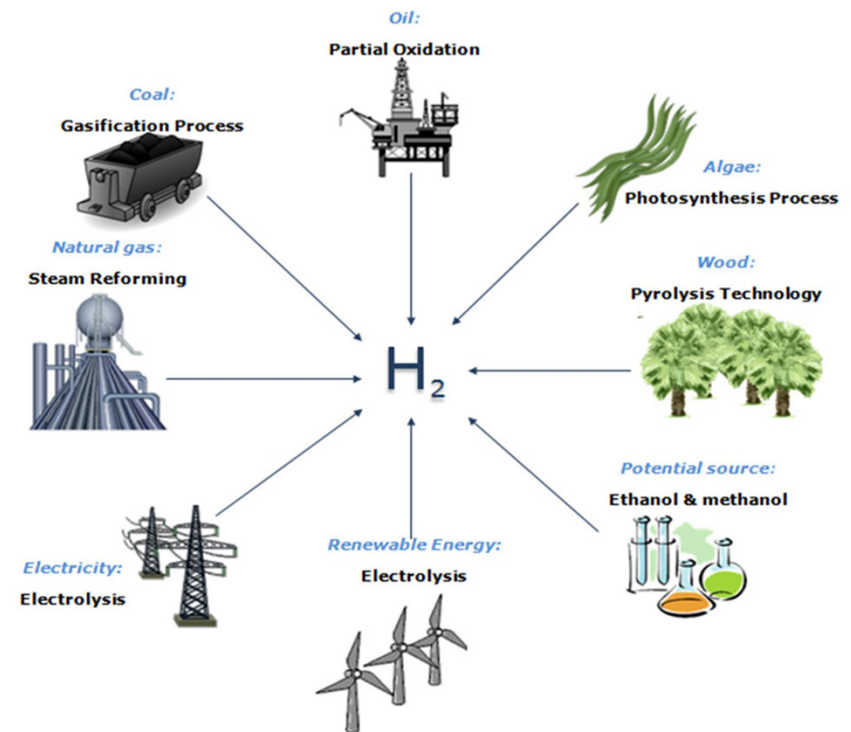 Oil:
Partial Oxidation
Coal:
Gasification Process
Algae:
Photosynthesis Process
Natural gas:
Steam Reforming
Wood:
Pyrolysis Technology
H2
Potential source:
Ethanol & methanol
Electricity:
Electrolysis
Renewable Energy:
Electrolysis